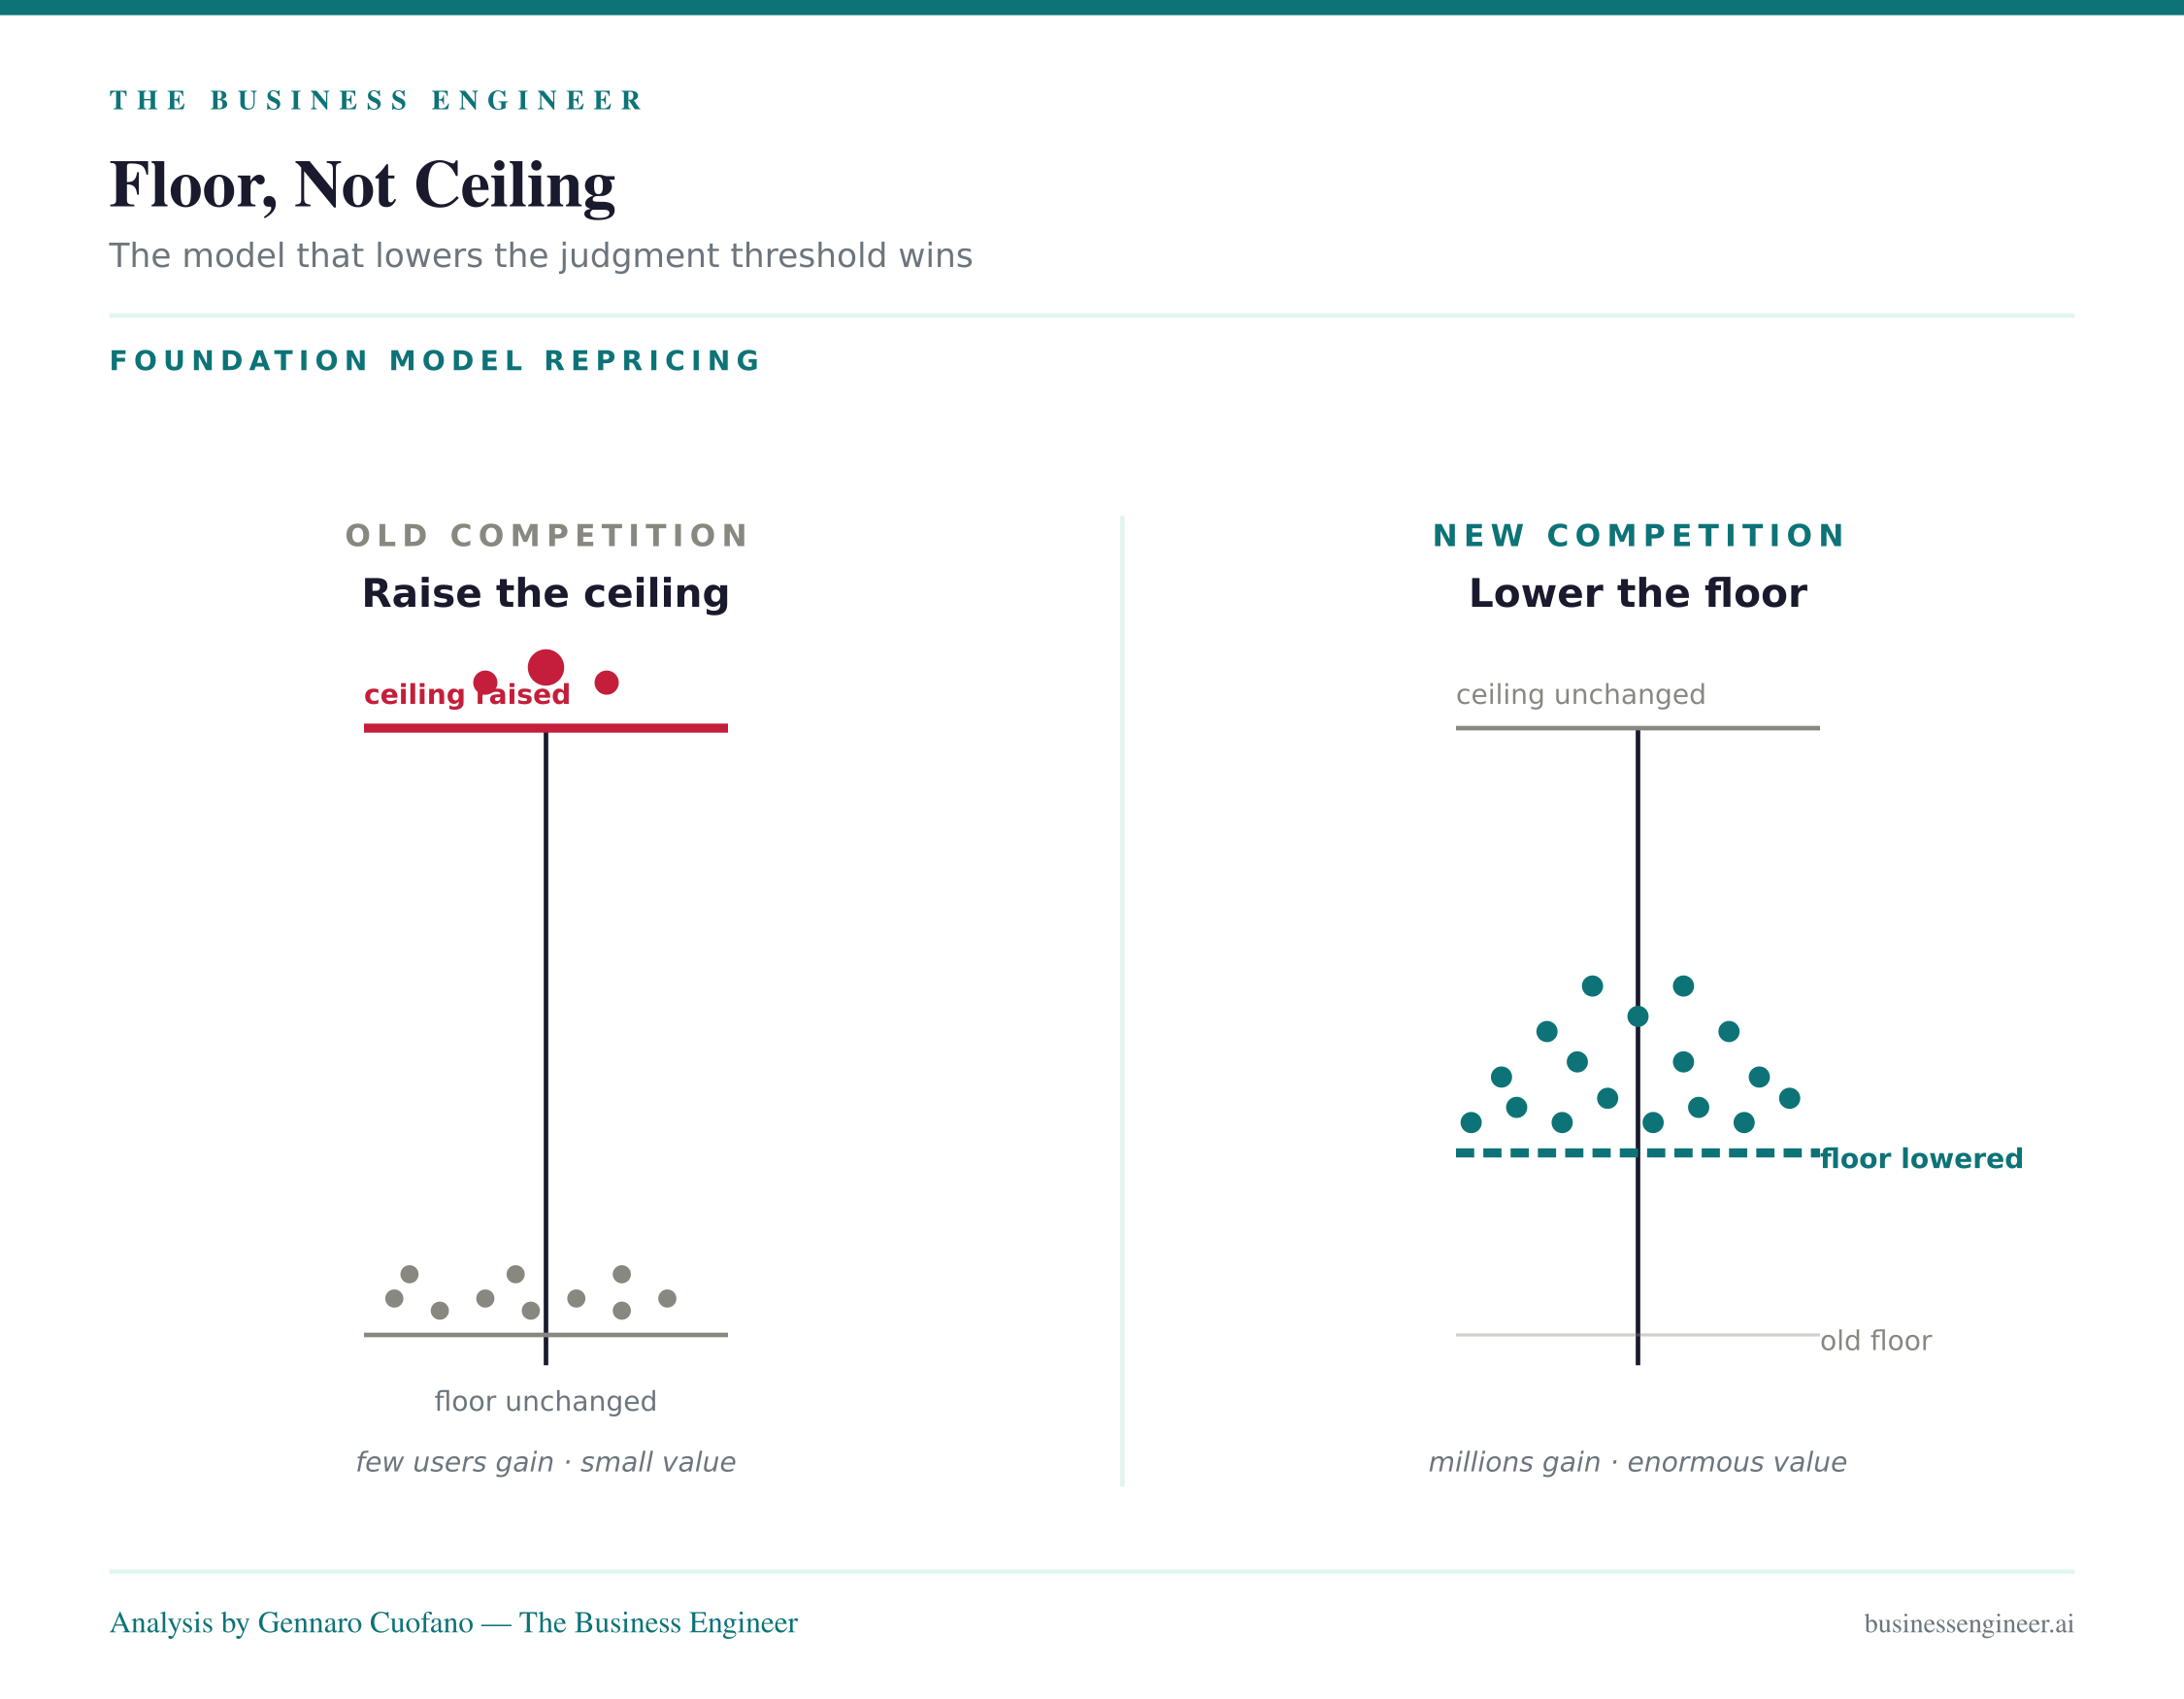 THE BUSINESS ENGINEER
Floor, Not Ceiling
The model that lowers the judgment threshold wins
FOUNDATION MODEL REPRICING
OLD COMPETITION
Raise the ceiling
ceiling raised
floor unchanged
few users gain · small value
NEW COMPETITION
Lower the floor
ceiling unchanged
floor lowered
old floor
millions gain · enormous value
Analysis by Gennaro Cuofano — The Business Engineer
businessengineer.ai